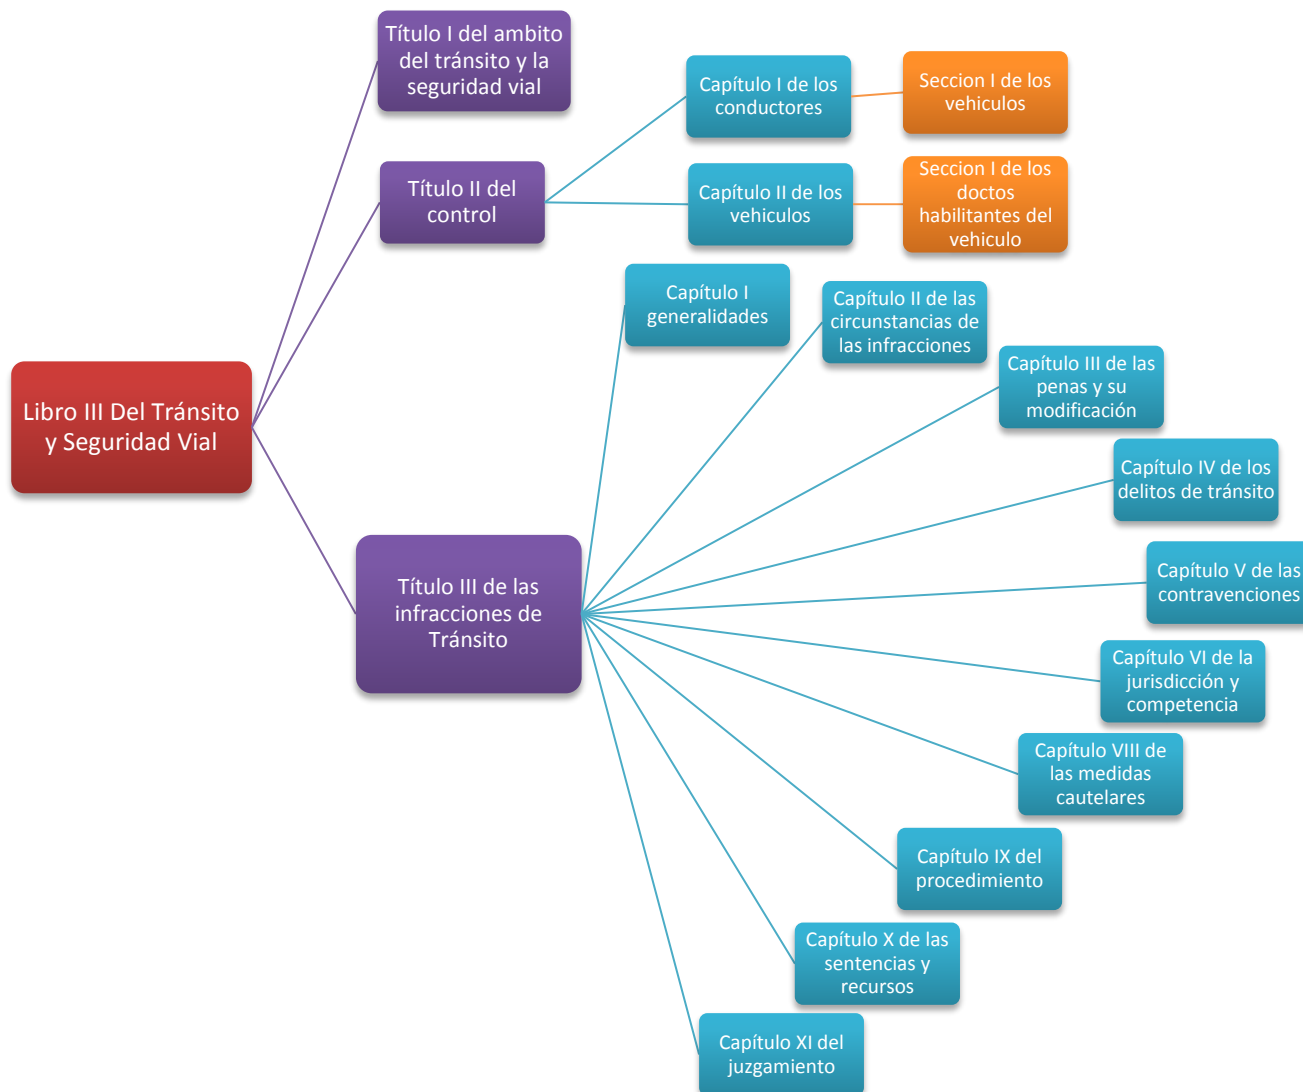 Título I del ambito
del tránsito y la
seguridad vial
Capítulo I de los
conductores
Seccion I de los
vehiculos
Título II del
control
Capítulo II de los
vehiculos
Seccion I de los
doctos
habilitantes del
vehiculo
Capítulo I
generalidades
Capítulo II de las
circunstancias de
las infracciones
Capítulo III de las
penas y su
modificación
Libro III Del Tránsito
y Seguridad Vial
Capítulo IV de los
delitos de tránsito
Título III de las
infracciones de
Tránsito
Capítulo V de las
contravenciones
Capítulo VI de la
jurisdicción y
competencia
Capítulo VIII de
las medidas
cautelares
Capítulo IX del
procedimiento
Capítulo X de las
sentencias y
recursos
Capítulo XI del
juzgamiento